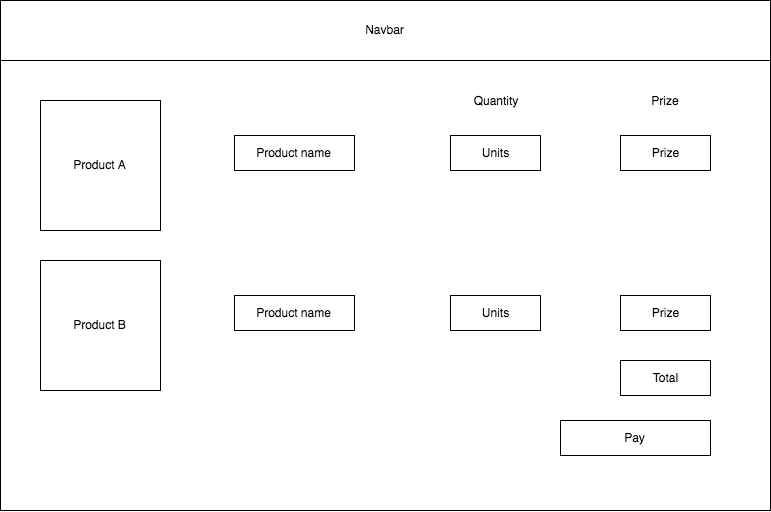 Navbar
Quantity
Prize
Product A
Product name
Units
Prize
Product B
Product name
Units
Prize
Total
Pay